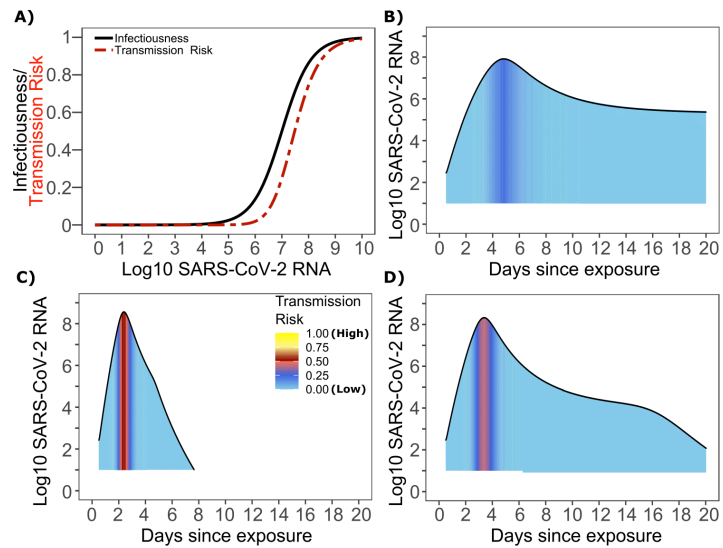 A)
Infectiousness
Transmission Risk
Infectiousness/
Transmission Risk
1
0.8
0.6
0.4
0.2
0
0 1 2 3 4 5 6 7 8 9 10
Log10 SARS-CoV-2 RNA
B)
Log10 SARS-CoV-2 RNA
8
6
4
2
0
0 2 4 6 8 10 12 14 16 18 20
Days since exposure
C)
Log10 SARS-CoV-2 RNA
8
6
4
2
0
0 2 4 6 8 10 12 14 16 18 20
Days since exposure
Transmission
Risk
1.00 (High)
0.75
0.50
0.25
0.00 (Low)
D)
Log10 SARS-CoV-2 RNA
8
6
4
2
0
0 2 4 6 8 10 12 14 16 18 20
Days since exposure